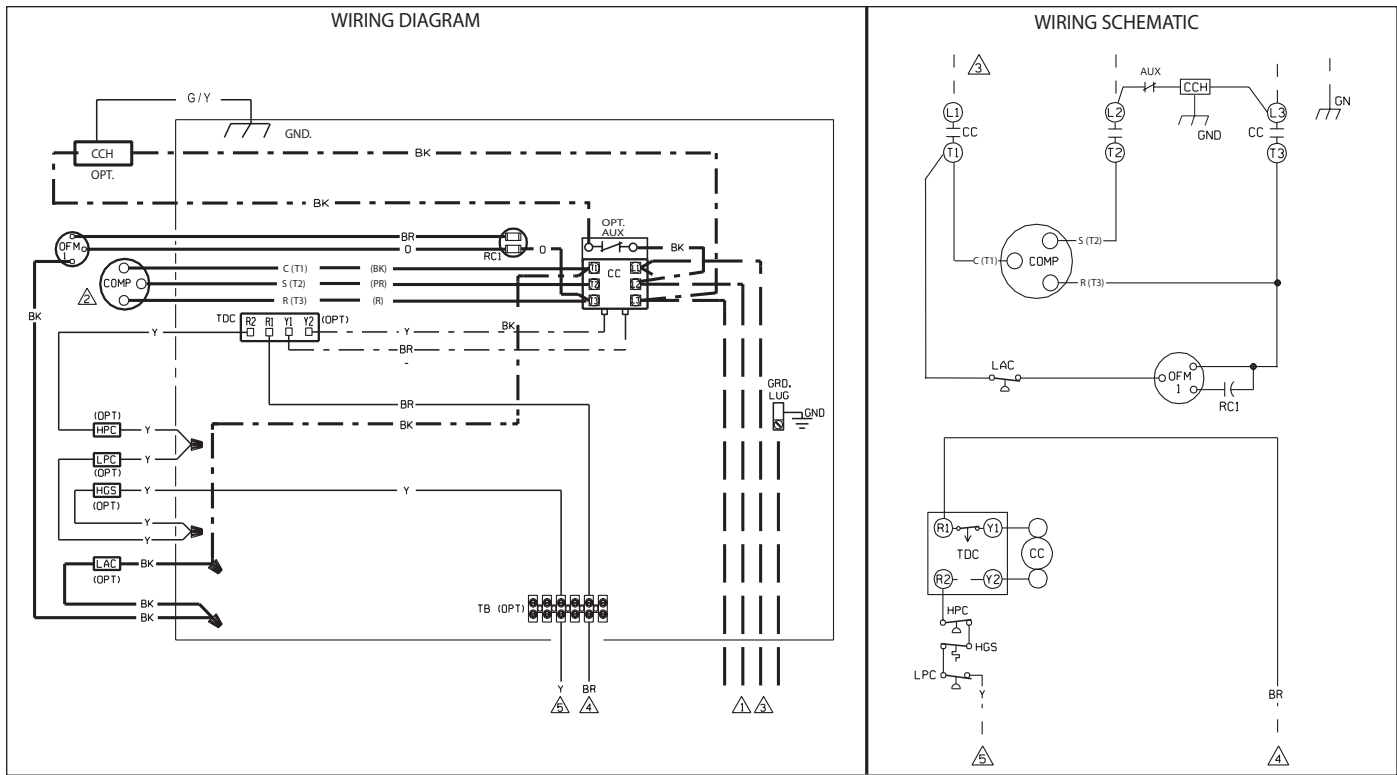 WIRING DIAGRAM
G/Y
GND.
CCH
OPT.
BK
BK
OPT.
AUX
BK
OFM
1
BR
O
RC1
O
CC
T1
T2
T3
L1
L2
L3
COMP
2
C (T1)
(BK)
S (T2)
(PR)
R (T3)
(R)
BK
TDC
R2
R1
Y1
Y2
(OPT)
Y
Y
BK
BR
GRD.
LUG
GND
BR
BK
(OPT)
HPC
Y
LPC
Y
(OPT)
HGS
Y
Y
(OPT)
Y
Y
LAC
BK
(OPT)
BK
BK
TB (OPT)
Y
BR
5
4
1
3
WIRING SCHEMATIC
3
AUX
CCH
GND
GN
L1
CC
T1
L2
T2
L3
CC
T3
COMP
C (T1)
S (T2)
R (T3)
LAC
OFM
1
RC1
R1
Y1
TDC
R2
Y2
CC
HPC
HGS
LPC
Y
BR
5
4